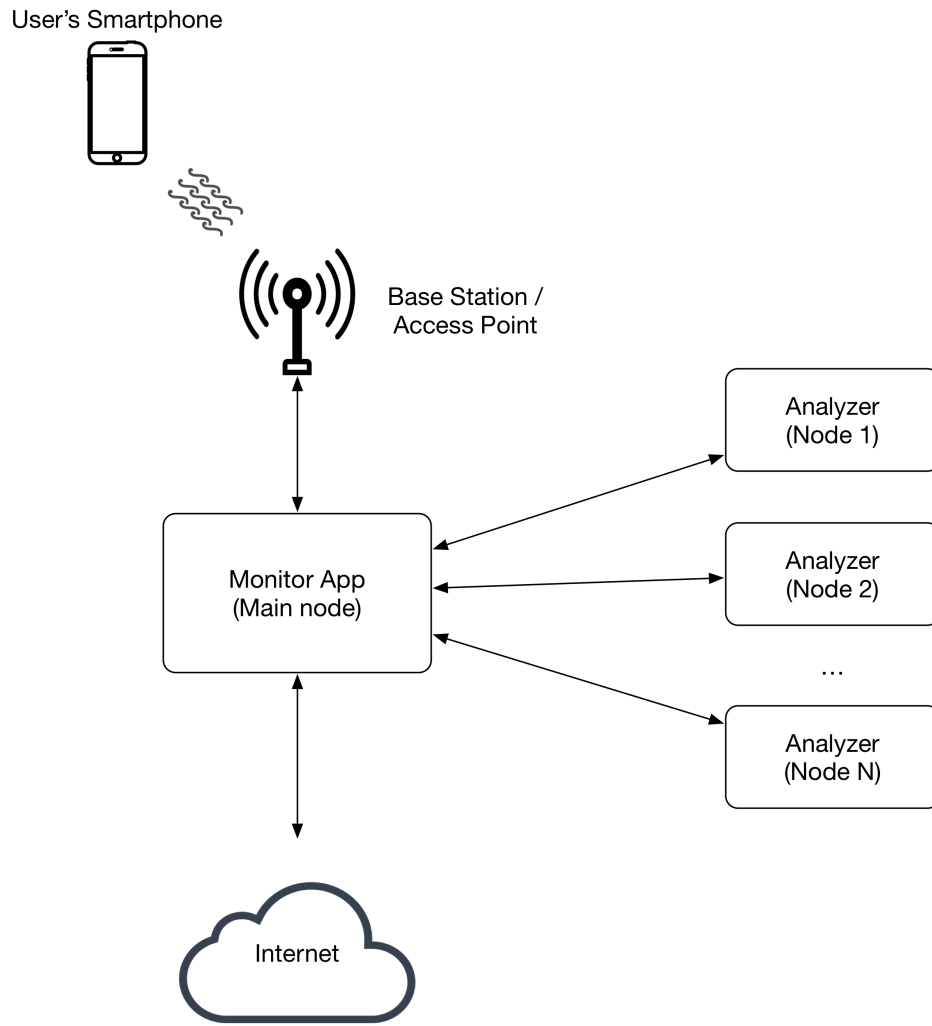 User’s Smartphone
Base Station /
Access Point
Analyzer
(Node 1)
Monitor App
(Main node)
Analyzer
(Node 2)
...
Analyzer
(Node N)
Internet